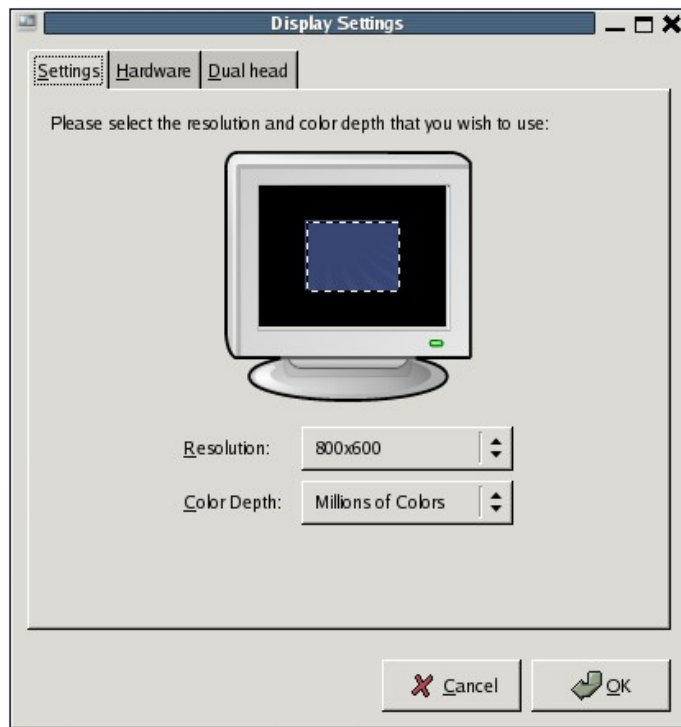 Display Settings
Settings Hardware Dual head
Please select the resolution and color depth that you wish to use:
Resolution: 800x600
Color Depth: Millions of Colors
Cancel OK